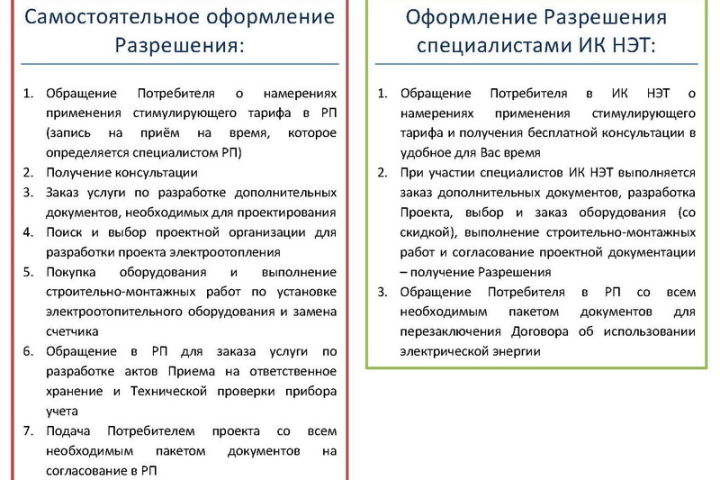 Самостоятельное оформление
Разрешения:
1. Обращение Потребителя о намерениях
применения стимулирующего тарифа в РП
(запись на приём на время, которое
определяется специалистом РП)
2. Получение консультации
3. Заказ услуги по разработке дополнительных
документов, необходимых для проектирования
4. Поиск и выбор проектной организации для
разработки проекта электроотопления
5. Покупка оборудования и выполнение
строительно-монтажных работ по установке
электроотопительного оборудования и замена
счетчика
6. Обращение в РП для заказа услуги по
разработке актов Приема на ответственное
хранение и Технической проверки прибора
учета
7. Подача Потребителем проекта со всем
необходимым пакетом документов на
согласование в РП
Оформление Разрешения
специалистами ИК НЭТ:
1. Обращение Потребителя в ИК НЭТ о
намерениях применения стимулирующего
тарифа и получения бесплатной консультации в
удобное для Вас время
2. При участии специалистов ИК НЭТ выполняется
заказ дополнительных документов, разработка
Проекта, выбор и заказ оборудования (со
скидкой), выполнение строительно-монтажных
работ и согласование проектной документации
– получение Разрешения
3. Обращение Потребителя в РП со всем
необходимым пакетом документов для
перезаключения Договора об использовании
электрической энергии